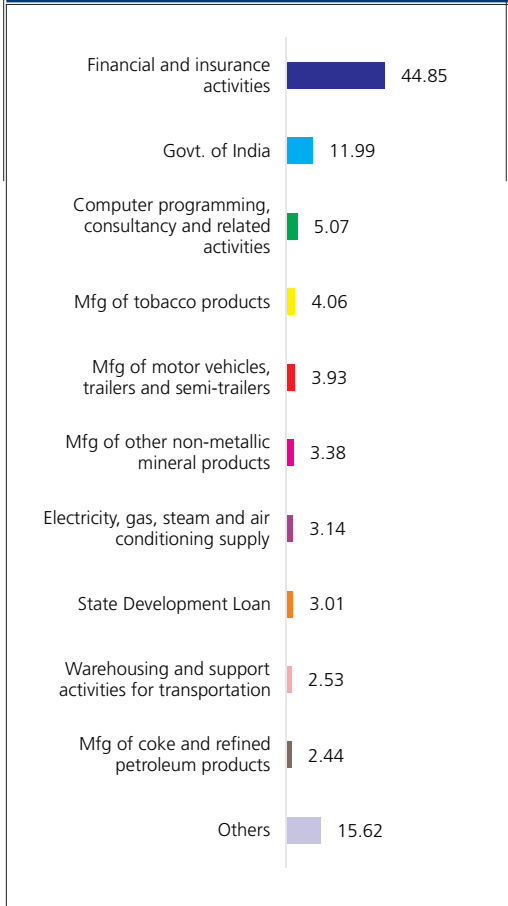 Financial and insurance
activities
44.85
Govt. of India
11.99
Computer programming,
consultancy and related
activities
5.07
Mfg of tobacco products
4.06
Mfg of motor vehicles,
trailers and semi-trailers
3.93
Mfg of other non-metallic
mineral products
3.38
Electricity, gas, steam and air
conditioning supply
3.14
State Development Loan
3.01
Warehousing and support
activities for transportation
2.53
Mfg of coke and refined
petroleum products
2.44
Others
15.62